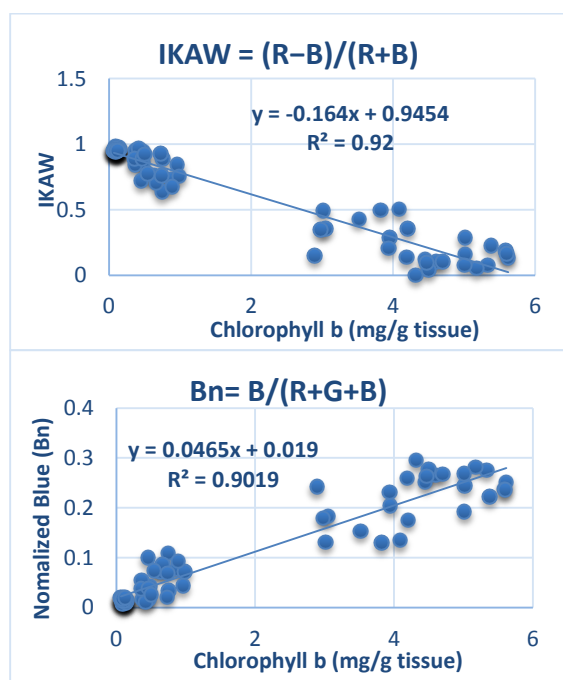 IKAW = (R−B)/(R+B)
1.5
y = -0.164x + 0.9454
R² = 0.92
1
IKAW
0.5
0
0 2 4 6
Chlorophyll b (mg/g tissue)
Bn= B/(R+G+B)
0.4
y = 0.0465x + 0.019
R² = 0.9019
0.3
0.2
Nomalized Blue (Bn)
0.1
0
0 2 4 6
Chlorophyll b (mg/g tissue)